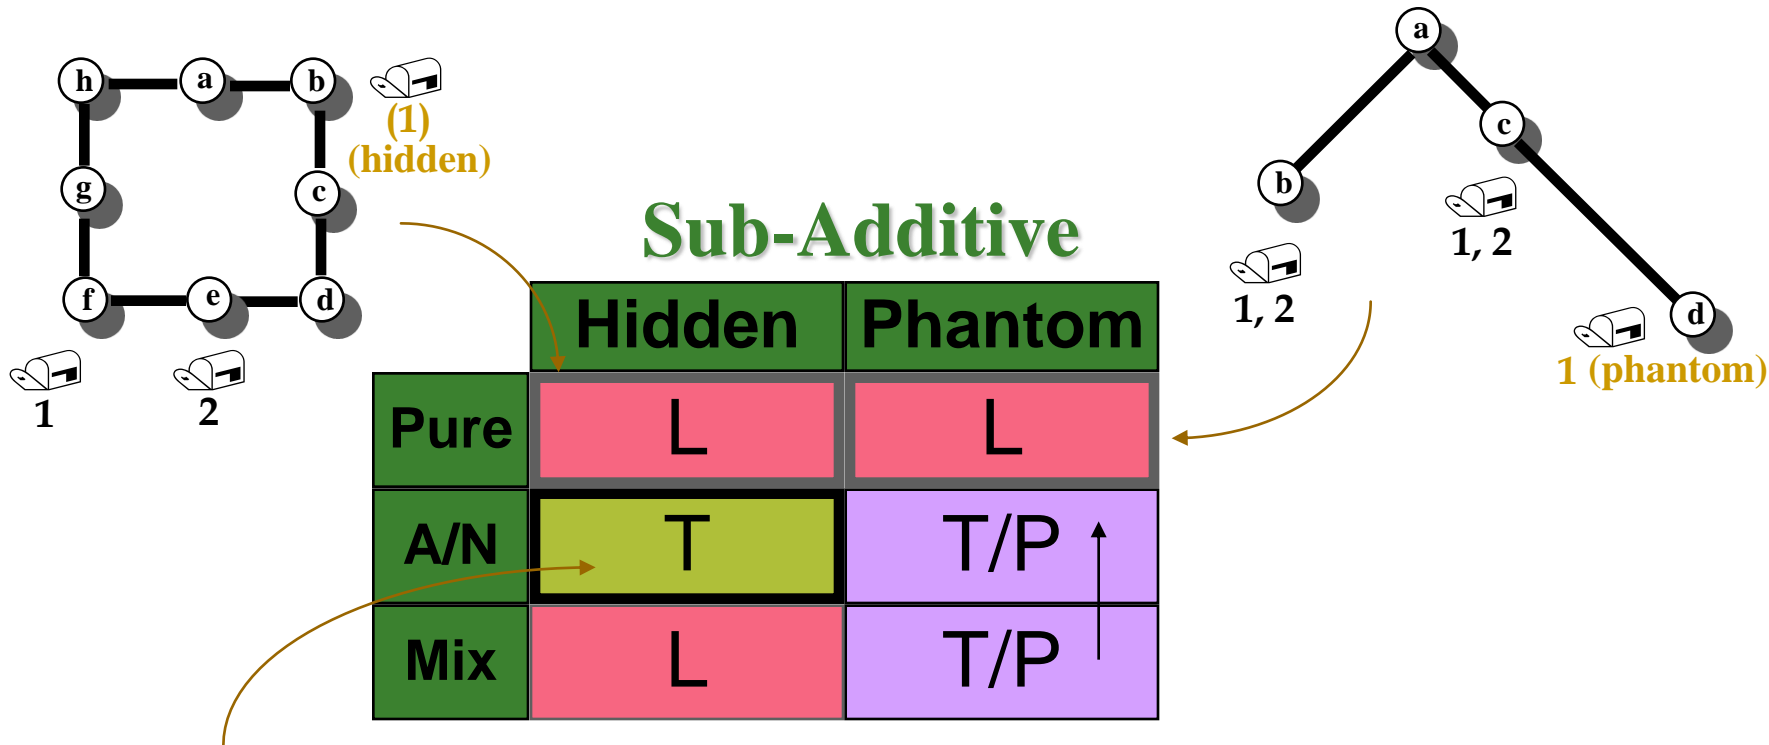 h a b
(1)
(hidden)
g c
f e d
1 2
a
c
b
1, 2
1, 2
d
1 (phantom)
Sub-Additive
Hidden Phantom
Pure L L
A/N T T/P
Mix L T/P